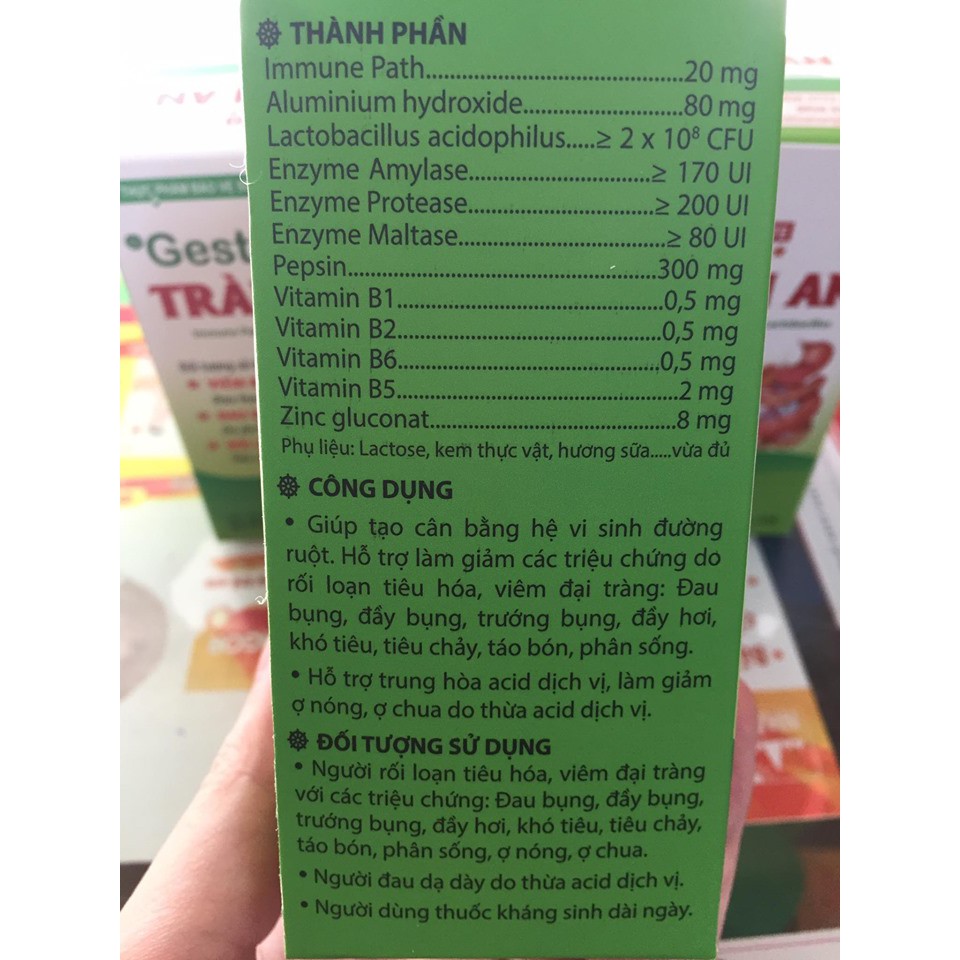 THÀNH PHẦN
Immune Path....................................20 mg
Aluminium hydroxide.......................80 mg
Lactobacillus acidophilus.....≥ 2 x 10⁸ CFU
Enzyme Amylase..........................≥ 170 UI
Enzyme Protease..........................≥ 200 UI
Enzyme Maltase.............................≥ 80 UI
Pepsin...........................................300 mg
Vitamin B1.....................................0,5 mg
Vitamin B2.....................................0,5 mg
Vitamin B6.....................................0,5 mg
Vitamin B5........................................2 mg
Zinc gluconat...................................8 mg
Phụ liệu: Lactose, kem thực vật, hương sữa.....vừa đủ
CÔNG DỤNG
• Giúp tạo cân bằng hệ vi sinh đường
ruột. Hỗ trợ làm giảm các triệu chứng do
rối loạn tiêu hóa, viêm đại tràng: Đau
bụng, đầy bụng, trướng bụng, đầy hơi,
khó tiêu, tiêu chảy, táo bón, phân sống.
• Hỗ trợ trung hòa acid dịch vị, làm giảm
ợ nóng, ợ chua do thừa acid dịch vị.
ĐỐI TƯỢNG SỬ DỤNG
• Người rối loạn tiêu hóa, viêm đại tràng
với các triệu chứng: Đau bụng, đầy bụng,
trướng bụng, đầy hơi, khó tiêu, tiêu chảy,
táo bón, phân sống, ợ nóng, ợ chua.
• Người đau dạ dày do thừa acid dịch vị.
• Người dùng thuốc kháng sinh dài ngày.
Gest
TRÀ